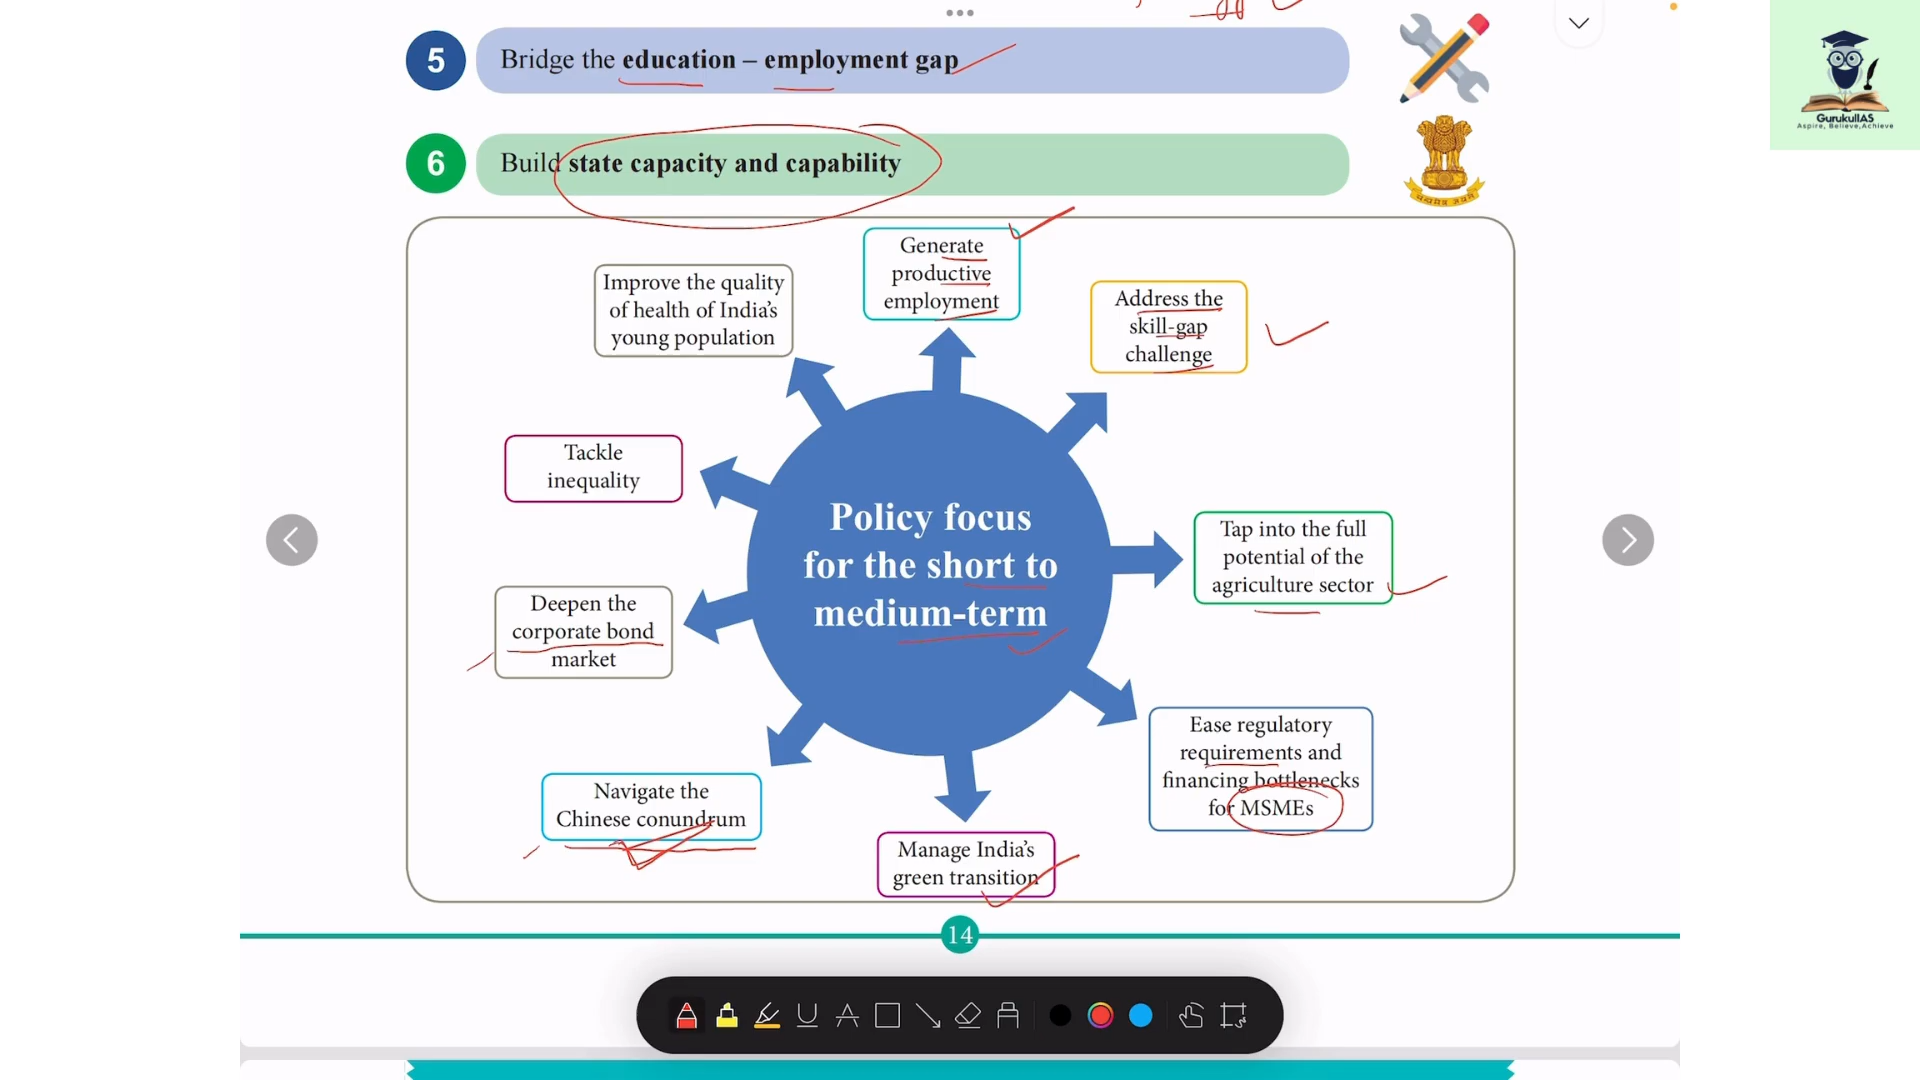 5 Bridge the education – employment gap
6 Build state capacity and capability
GurukulIAS
Aspire, Believe,Achieve
Generate
productive
employment
Improve the quality
of health of India's
young population
Address the
skill-gap
challenge
Tackle
inequality
Policy focus
for the short to
medium-term
Tap into the full
potential of the
agriculture sector
Deepen the
corporate bond
market
Ease regulatory
requirements and
financing bottlenecks
for MSMEs
Navigate the
Chinese conundrum
Manage India's
green transition
14